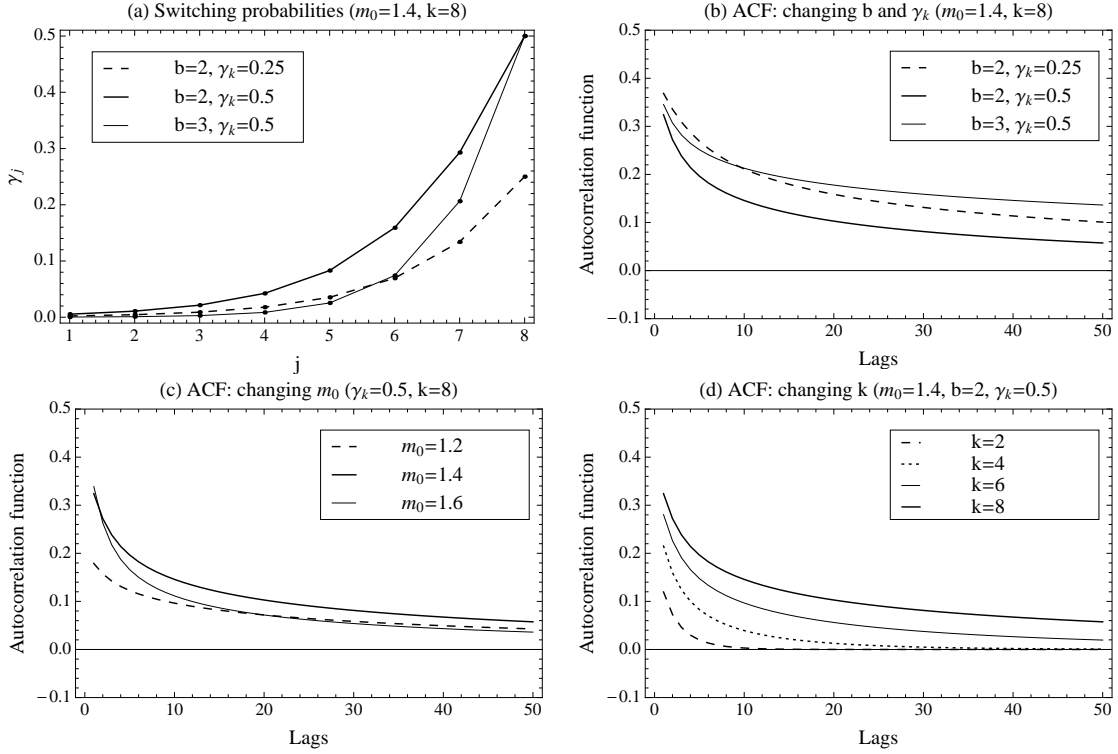 (a) Switching probabilities (m₀=1.4, k=8)
0.5
0.4
0.3
0.2
0.1
0.0
γⱼ
b=2, γₖ=0.25
b=2, γₖ=0.5
b=3, γₖ=0.5
1 2 3 4 5 6 7 8
j
(b) ACF: changing b and γₖ (m₀=1.4, k=8)
0.5
0.4
0.3
0.2
0.1
0.0
−0.1
Autocorrelation function
b=2, γₖ=0.25
b=2, γₖ=0.5
b=3, γₖ=0.5
0 10 20 30 40 50
Lags
(c) ACF: changing m₀ (γₖ=0.5, k=8)
0.5
0.4
0.3
0.2
0.1
0.0
−0.1
Autocorrelation function
m₀=1.2
m₀=1.4
m₀=1.6
0 10 20 30 40 50
Lags
(d) ACF: changing k (m₀=1.4, b=2, γₖ=0.5)
0.5
0.4
0.3
0.2
0.1
0.0
−0.1
Autocorrelation function
k=2
k=4
k=6
k=8
0 10 20 30 40 50
Lags